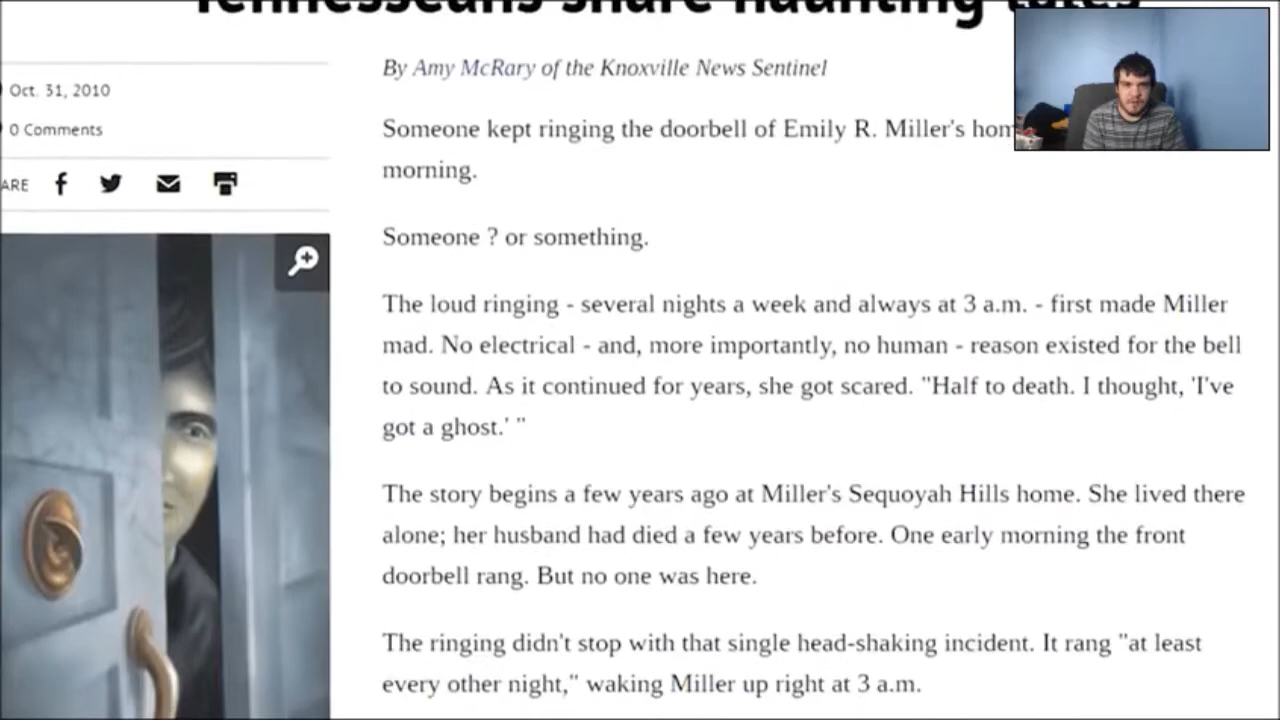 Tennesseans share haunting tales
By Amy McRary of the Knoxville News Sentinel
Oct. 31, 2010
0 Comments
ARE
Someone kept ringing the doorbell of Emily R. Miller's
morning.
Someone ? or something.
The loud ringing - several nights a week and always at 3 a.m. - first made Miller
mad. No electrical - and, more importantly, no human - reason existed for the bell
to sound. As it continued for years, she got scared. "Half to death. I thought, 'I've
got a ghost.' "
The story begins a few years ago at Miller's Sequoyah Hills home. She lived there
alone; her husband had died a few years before. One early morning the front
doorbell rang. But no one was here.
The ringing didn't stop with that single head-shaking incident. It rang "at least
every other night," waking Miller up right at 3 a.m.